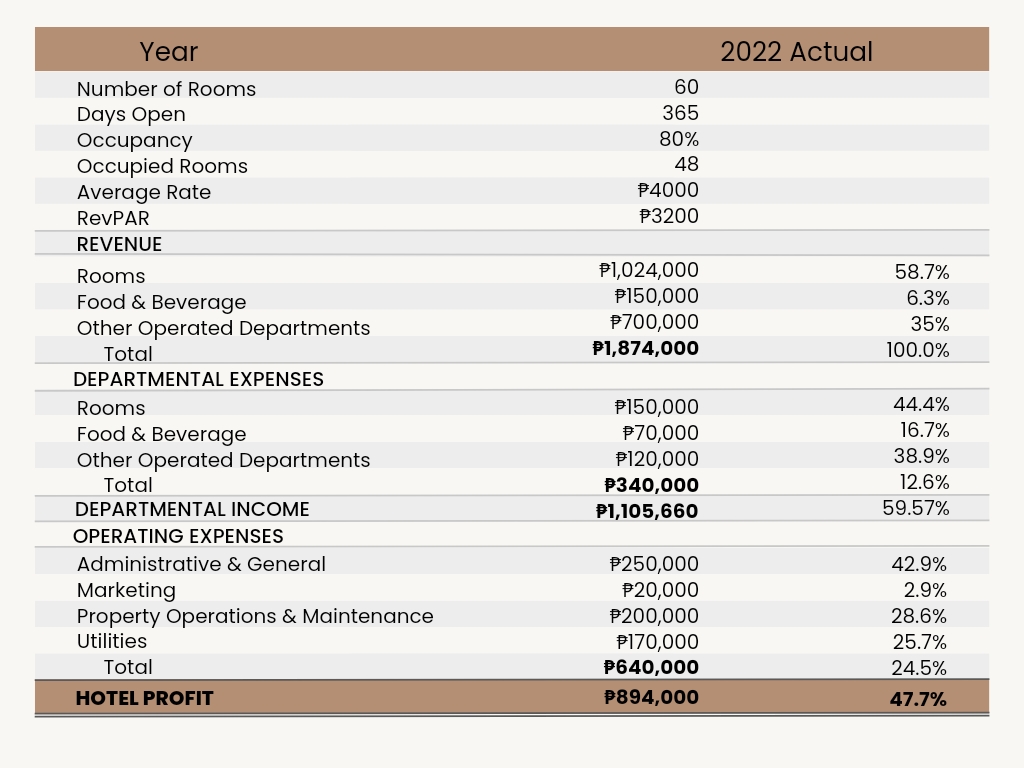 Year 2022 Actual
Number of Rooms 60
Days Open 365
Occupancy 80%
Occupied Rooms 48
Average Rate ₱4000
RevPAR ₱3200
REVENUE
Rooms ₱1,024,000 58.7%
Food & Beverage ₱150,000 6.3%
Other Operated Departments ₱700,000 35%
Total ₱1,874,000 100.0%
DEPARTMENTAL EXPENSES
Rooms ₱150,000 44.4%
Food & Beverage ₱70,000 16.7%
Other Operated Departments ₱120,000 38.9%
Total ₱340,000 12.6%
DEPARTMENTAL INCOME ₱1,105,660 59.57%
OPERATING EXPENSES
Administrative & General ₱250,000 42.9%
Marketing ₱20,000 2.9%
Property Operations & Maintenance ₱200,000 28.6%
Utilities ₱170,000 25.7%
Total ₱640,000 24.5%
HOTEL PROFIT ₱894,000 47.7%